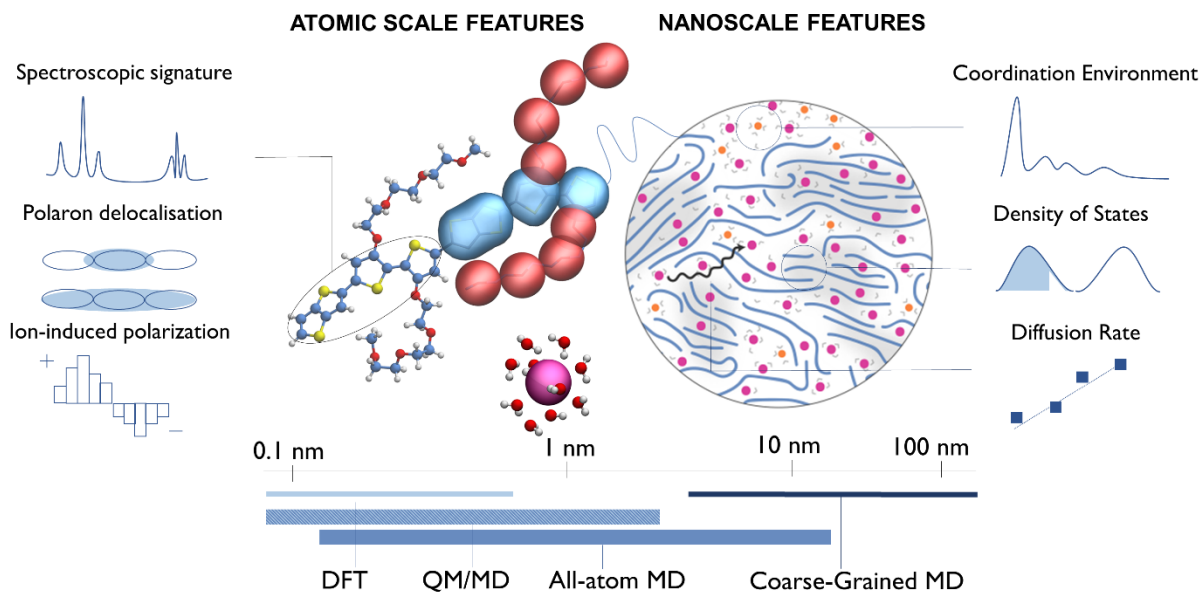 ATOMIC SCALE FEATURES
NANOSCALE FEATURES
Spectroscopic signature
Polaron delocalisation
Ion-induced polarization
+
—
Coordination Environment
Density of States
Diffusion Rate
0.1 nm
1 nm
10 nm
100 nm
DFT
QM/MD
All-atom MD
Coarse-Grained MD